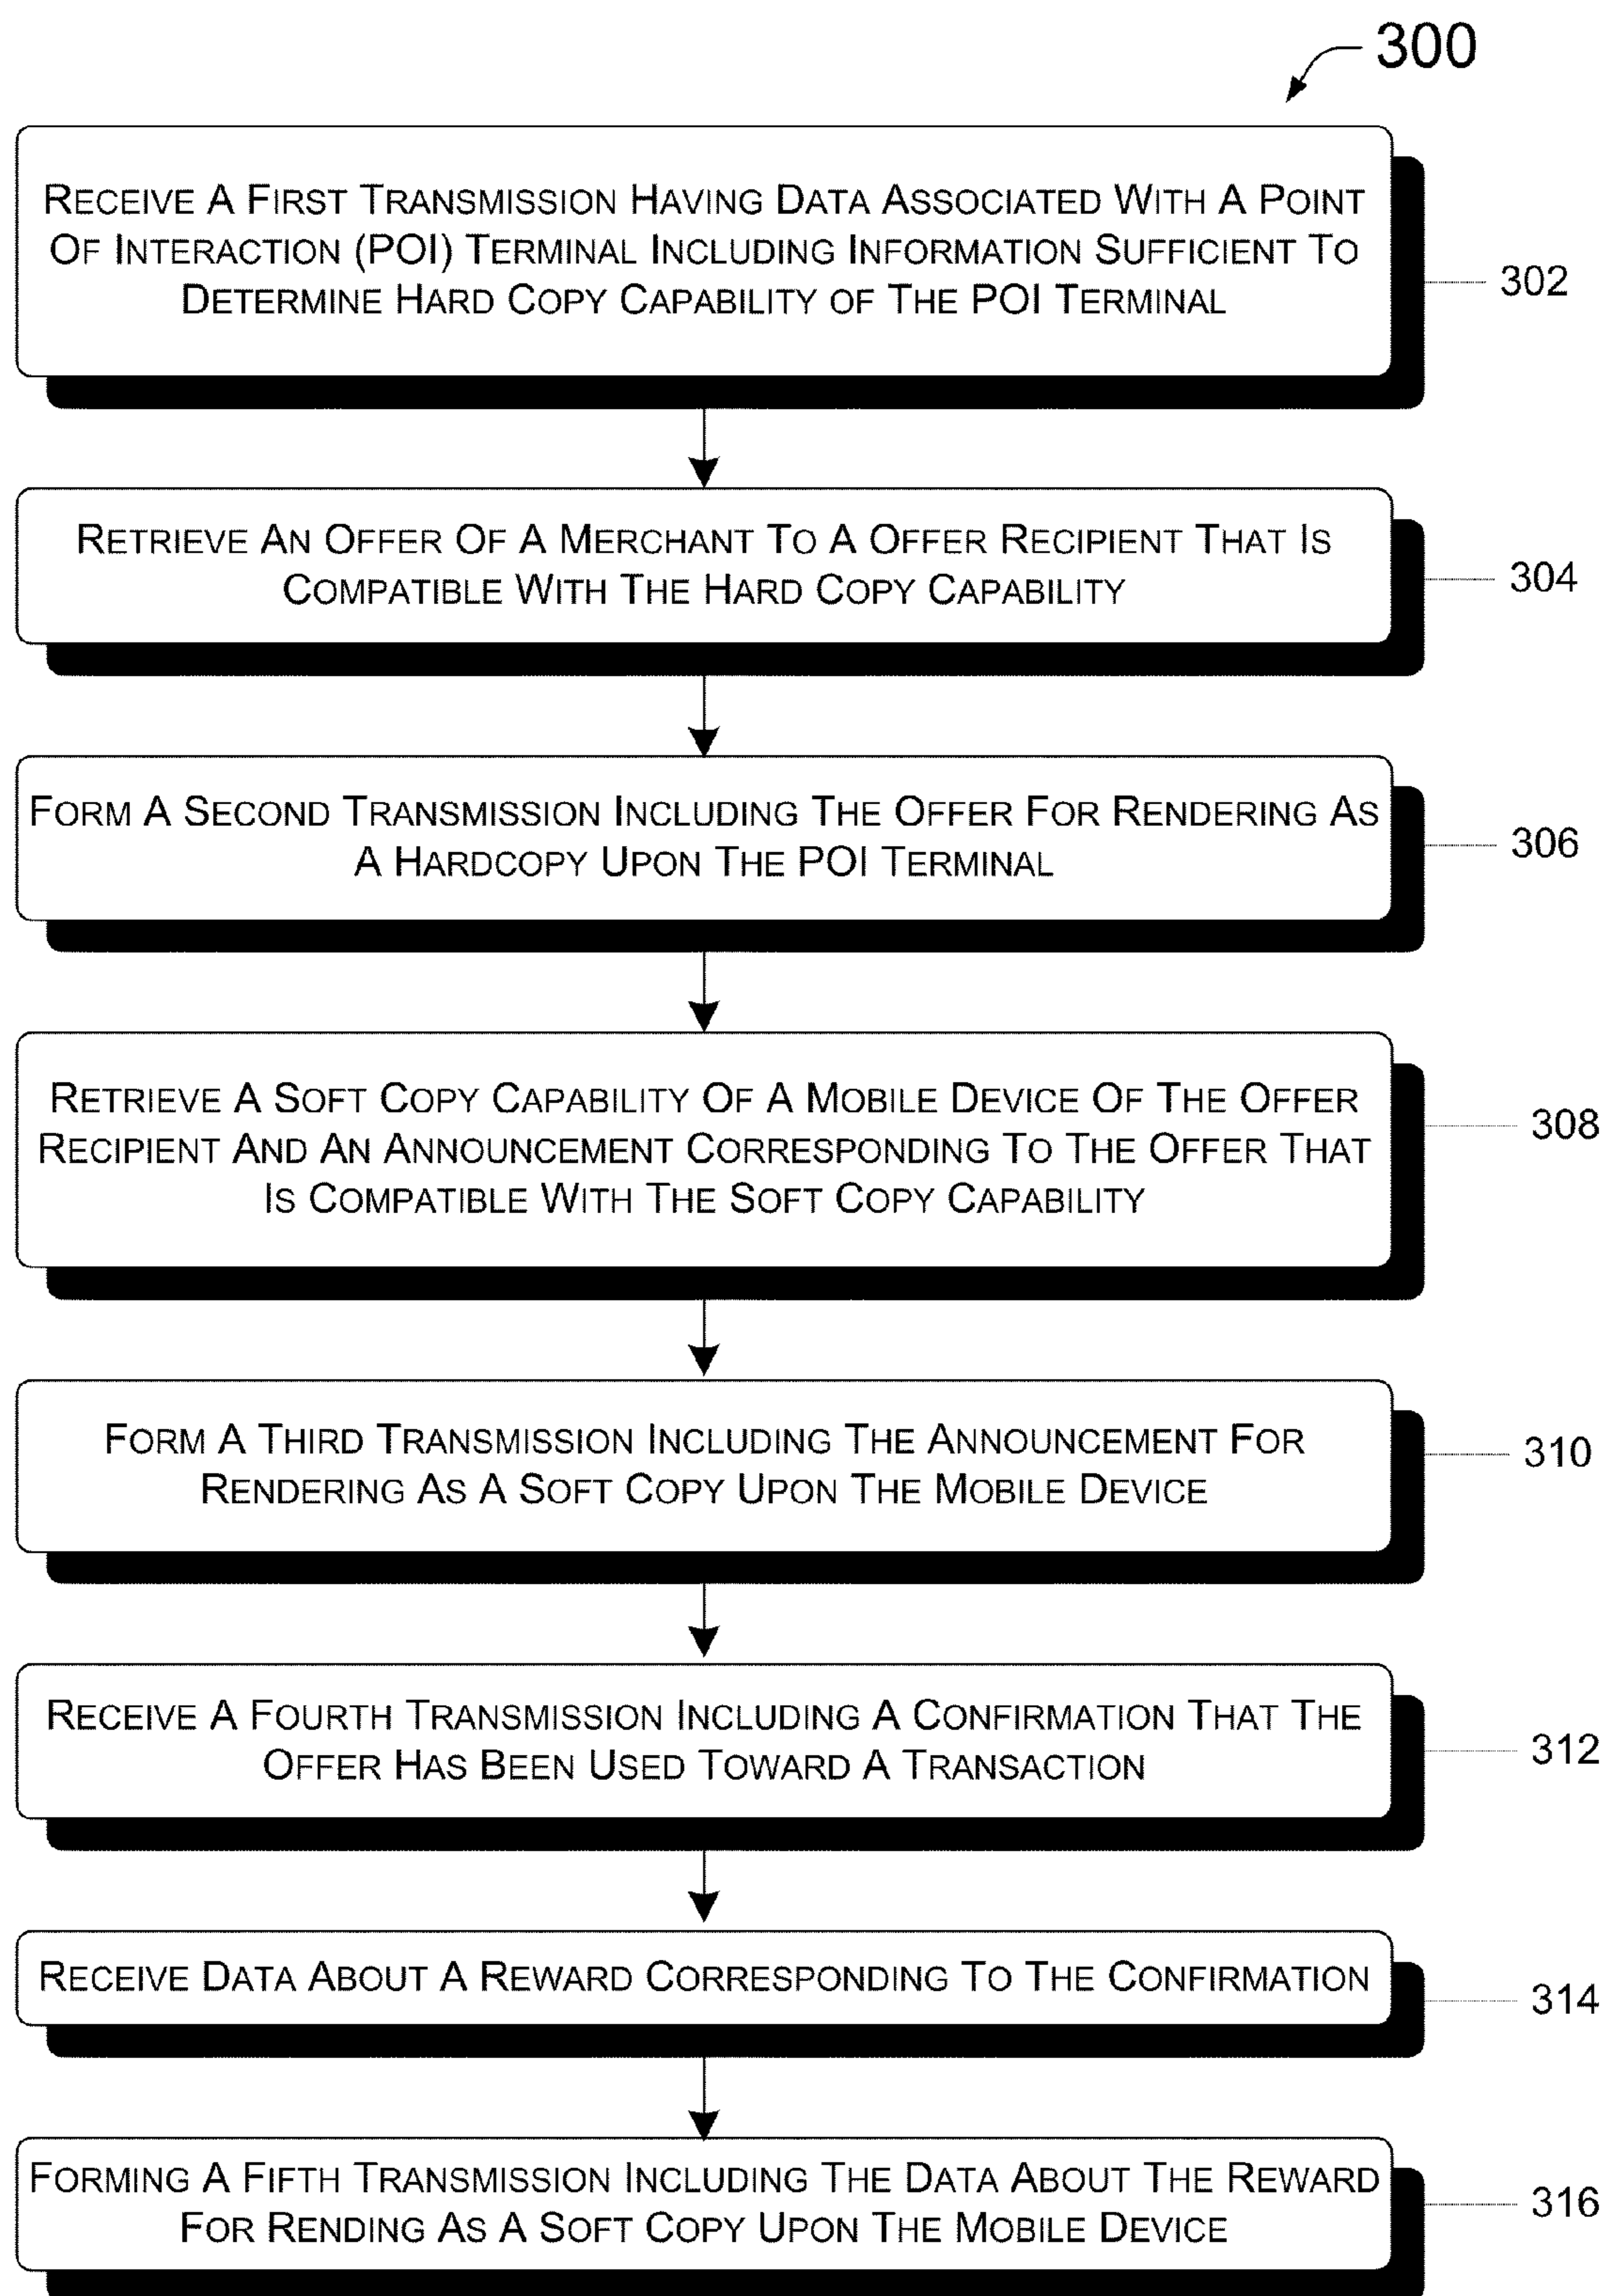 300
RECEIVE A FIRST TRANSMISSION HAVING DATA ASSOCIATED WITH A POINT
OF INTERACTION (POI) TERMINAL INCLUDING INFORMATION SUFFICIENT TO
DETERMINE HARD COPY CAPABILITY OF THE POI TERMINAL
302
RETRIEVE AN OFFER OF A MERCHANT TO A OFFER RECIPIENT THAT IS
COMPATIBLE WITH THE HARD COPY CAPABILITY
304
FORM A SECOND TRANSMISSION INCLUDING THE OFFER FOR RENDERING AS
A HARDCOPY UPON THE POI TERMINAL
306
RETRIEVE A SOFT COPY CAPABILITY OF A MOBILE DEVICE OF THE OFFER
RECIPIENT AND AN ANNOUNCEMENT CORRESPONDING TO THE OFFER THAT
IS COMPATIBLE WITH THE SOFT COPY CAPABILITY
308
FORM A THIRD TRANSMISSION INCLUDING THE ANNOUNCEMENT FOR
RENDERING AS A SOFT COPY UPON THE MOBILE DEVICE
310
RECEIVE A FOURTH TRANSMISSION INCLUDING A CONFIRMATION THAT THE
OFFER HAS BEEN USED TOWARD A TRANSACTION
312
RECEIVE DATA ABOUT A REWARD CORRESPONDING TO THE CONFIRMATION
314
FORMING A FIFTH TRANSMISSION INCLUDING THE DATA ABOUT THE REWARD
FOR RENDING AS A SOFT COPY UPON THE MOBILE DEVICE
316